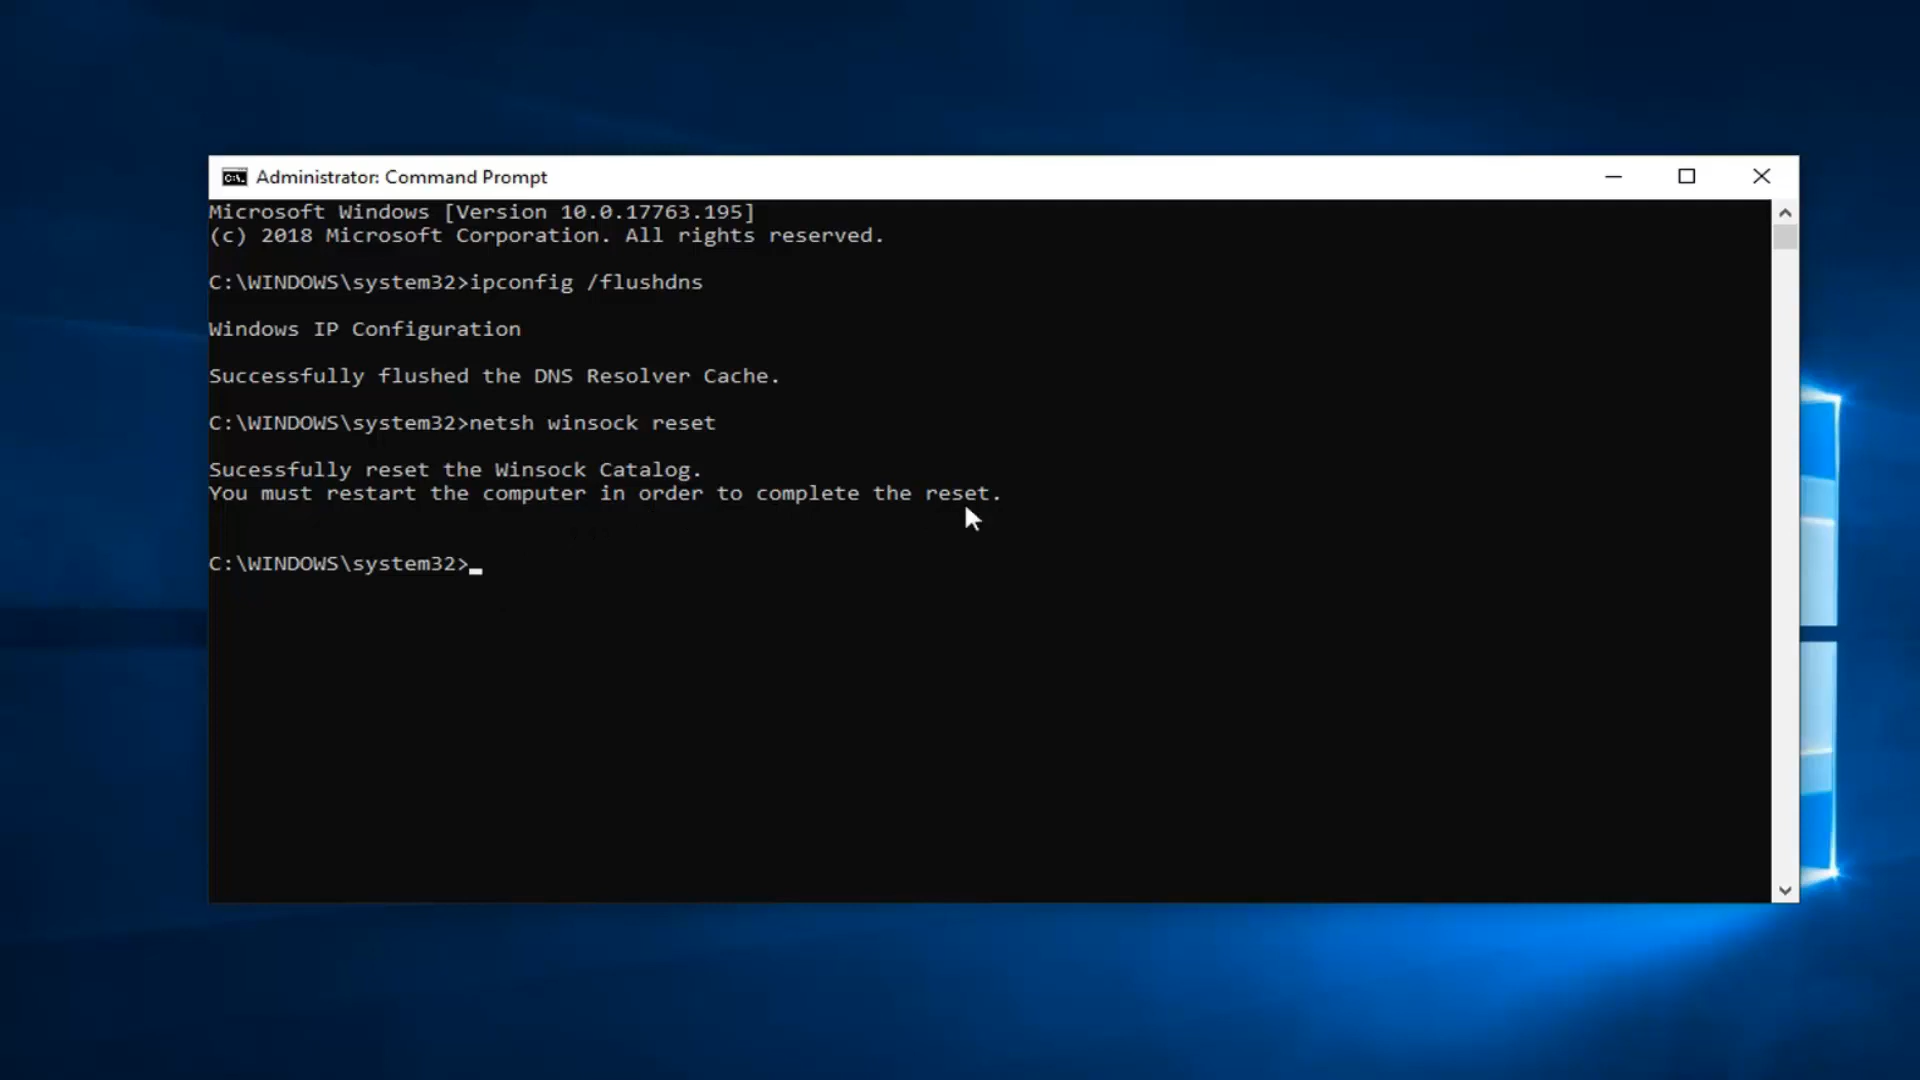 Administrator: Command Prompt
Microsoft Windows [Version 10.0.17763.195]
(c) 2018 Microsoft Corporation. All rights reserved.
C:\WINDOWS\system32>ipconfig /flushdns
Windows IP Configuration
Successfully flushed the DNS Resolver Cache.
C:\WINDOWS\system32>netsh winsock reset
Sucessfully reset the Winsock Catalog.
You must restart the computer in order to complete the reset.
C:\WINDOWS\system32>